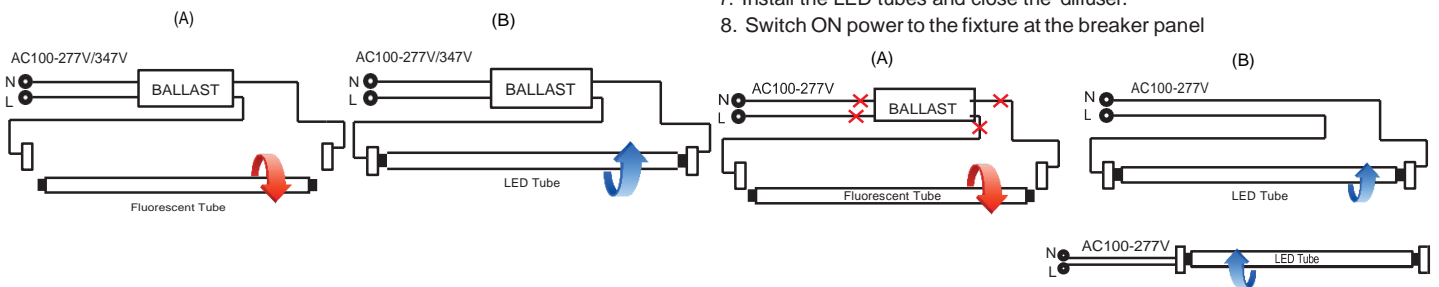 (A)
AC100-277V/347V
N
L
BALLAST
Fluorescent Tube
(B)
AC100-277V/347V
N
L
BALLAST
LED Tube
7. Install the LED tubes and close the diffuser.
8. Switch ON power to the fixture at the breaker panel
(A)
AC100-277V
N
L
BALLAST
Fluorescent Tube
(B)
AC100-277V
N
L
LED Tube
AC100-277V
N
L
LED Tube